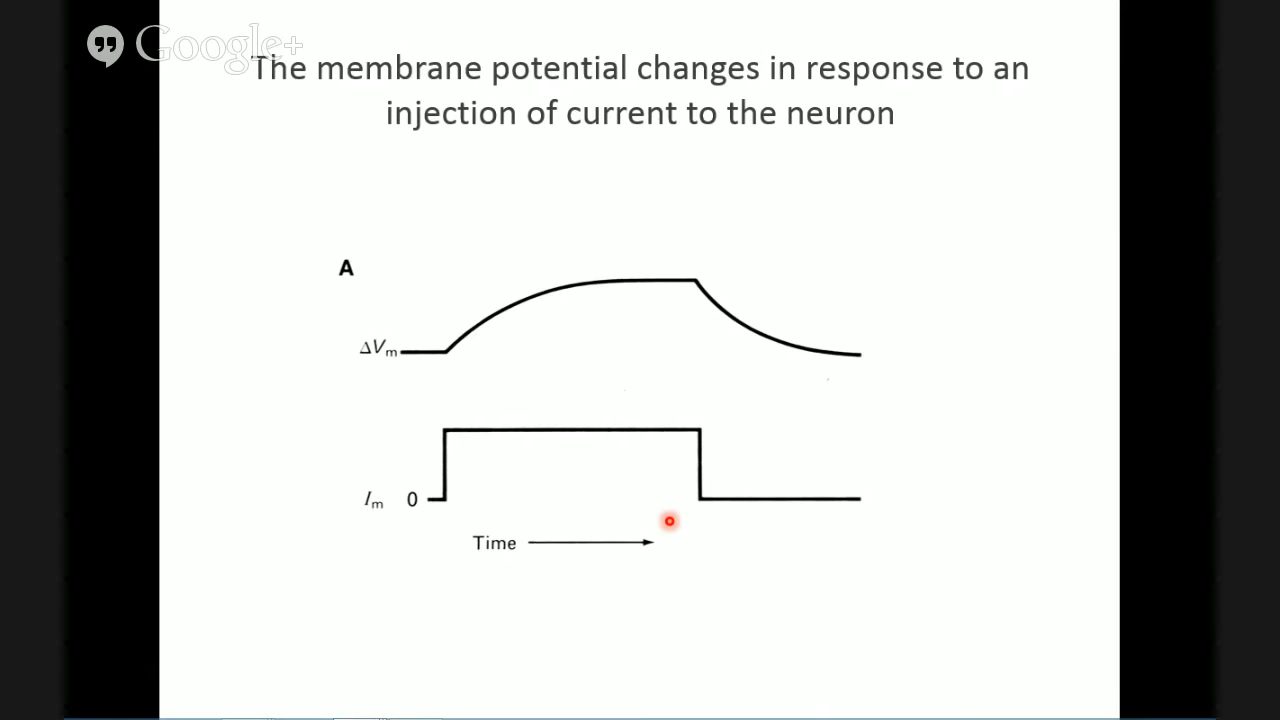 Google+
The membrane potential changes in response to an
injection of current to the neuron
A
ΔVm
Im 0
Time